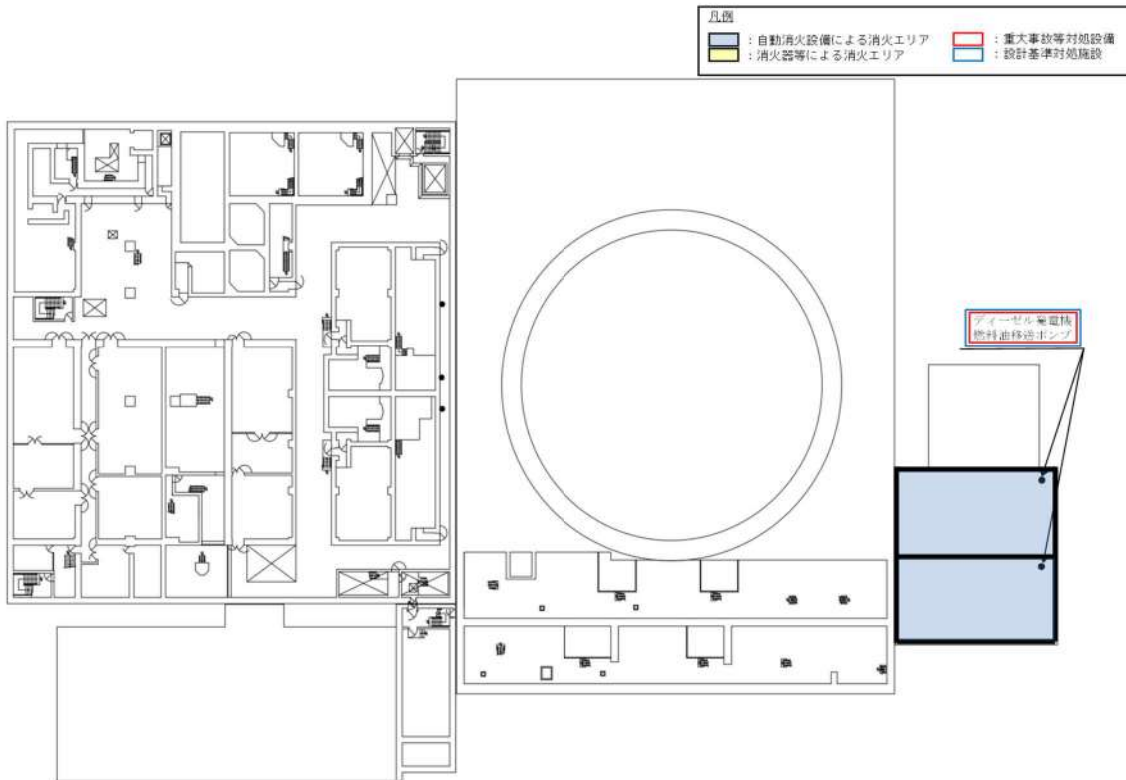 凡例
：自動消火設備による消火エリア
：重大事故等対処設備
：消火器等による消火エリア
：設計基準対処施設
ディーゼル発電機
燃料油移送ポンプ